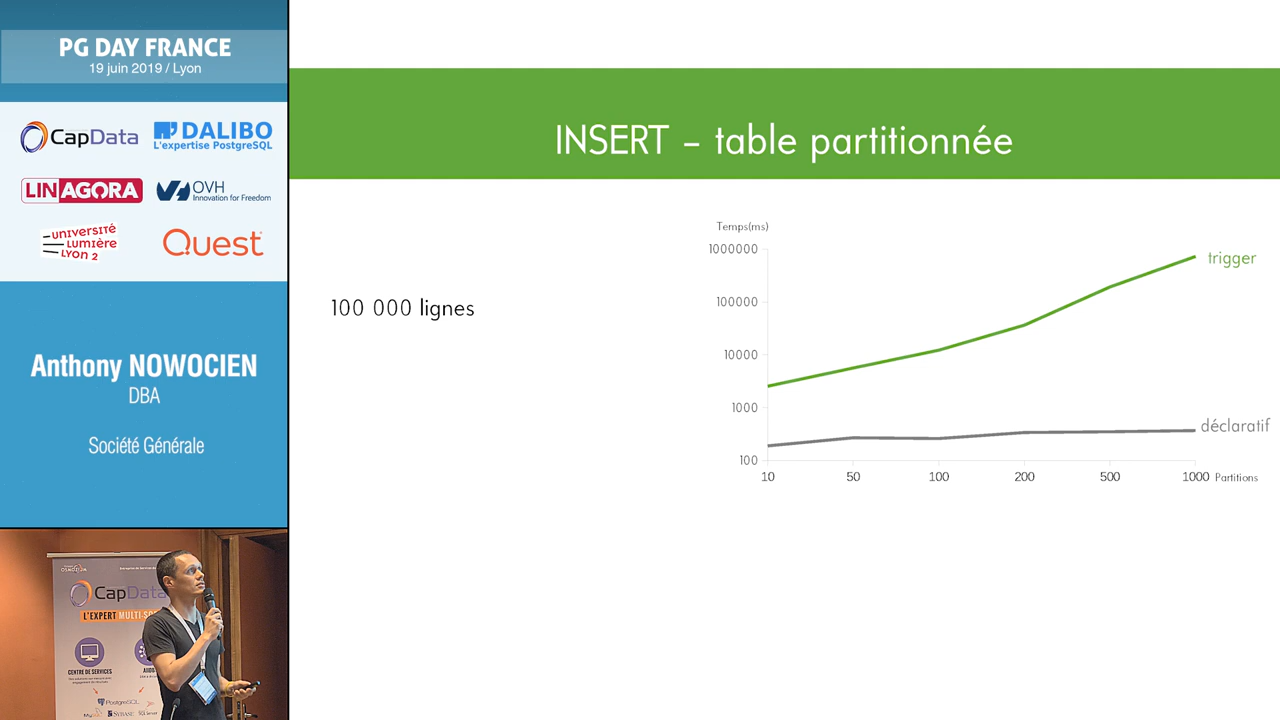 PG DAY FRANCE
19 juin 2019 / Lyon
CapData
DALIBO
L'expertise PostgreSQL
LINAGORA
OVH
Innovation for Freedom
UNIVERSITÉ
LUMIÈRE
LYON 2
Quest
Anthony NOWOCIEN
DBA
Société Générale
INSERT – table partitionnée
100 000 lignes
Temps(ms)
1000000
100000
10000
1000
100
trigger
déclaratif
10 50 100 200 500 1000 Partitions
CapData
L'EXPERT MULTI-SO
CENTRE DE SERVICES
PostgreSQL
SYBASE